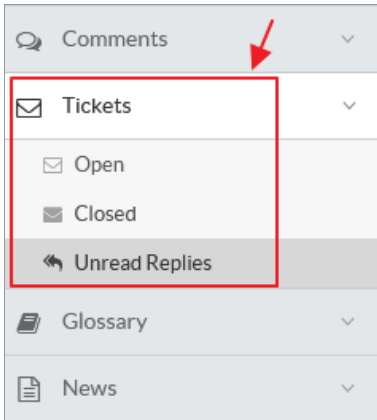 Comments
Tickets
Open
Closed
Unread Replies
Glossary
News